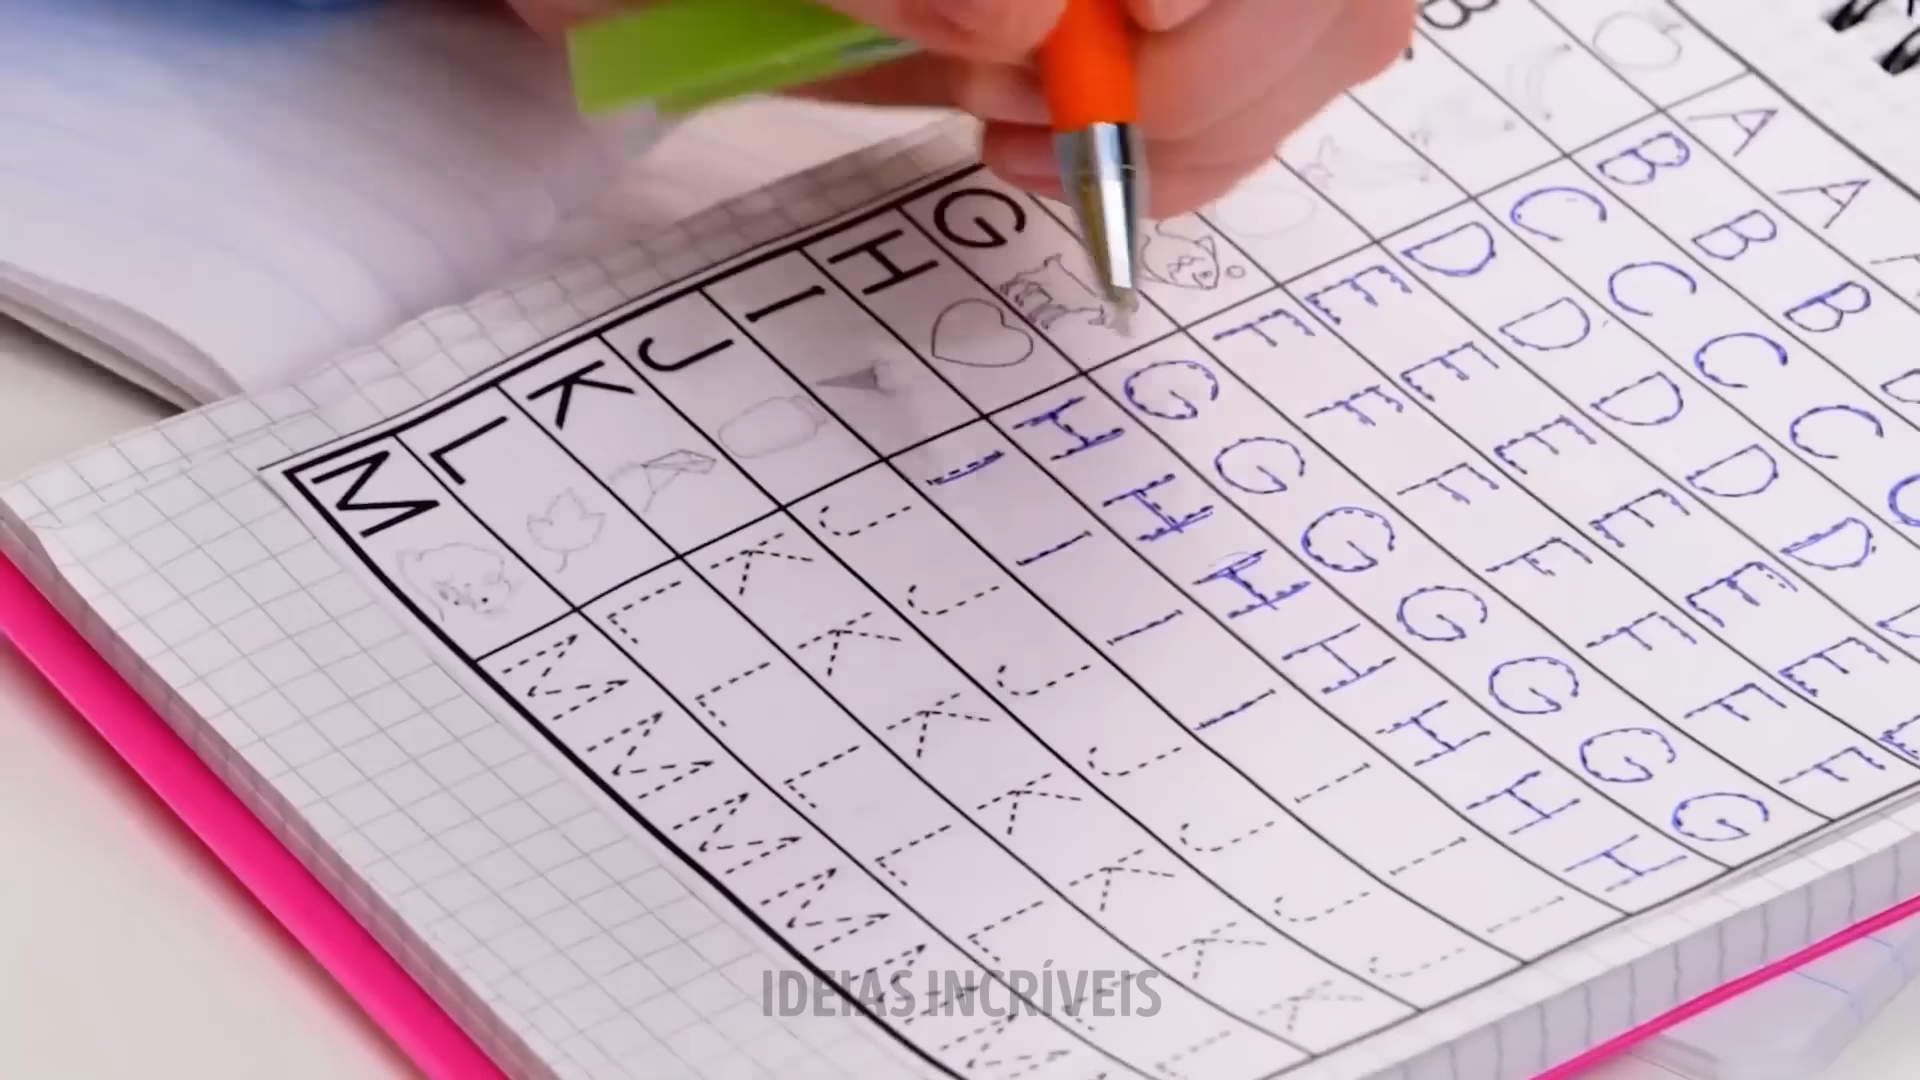 A A
B B B B
C C C C
D D D D D
E E E E E E E
F F F F F F F
G G G G G G G G
H H H H H H H H
I I I I I I I I
J J J J J J J J
K K K K K K K K
L L L L L L L
M M M M M M M
IDEIAS INCRÍVEIS